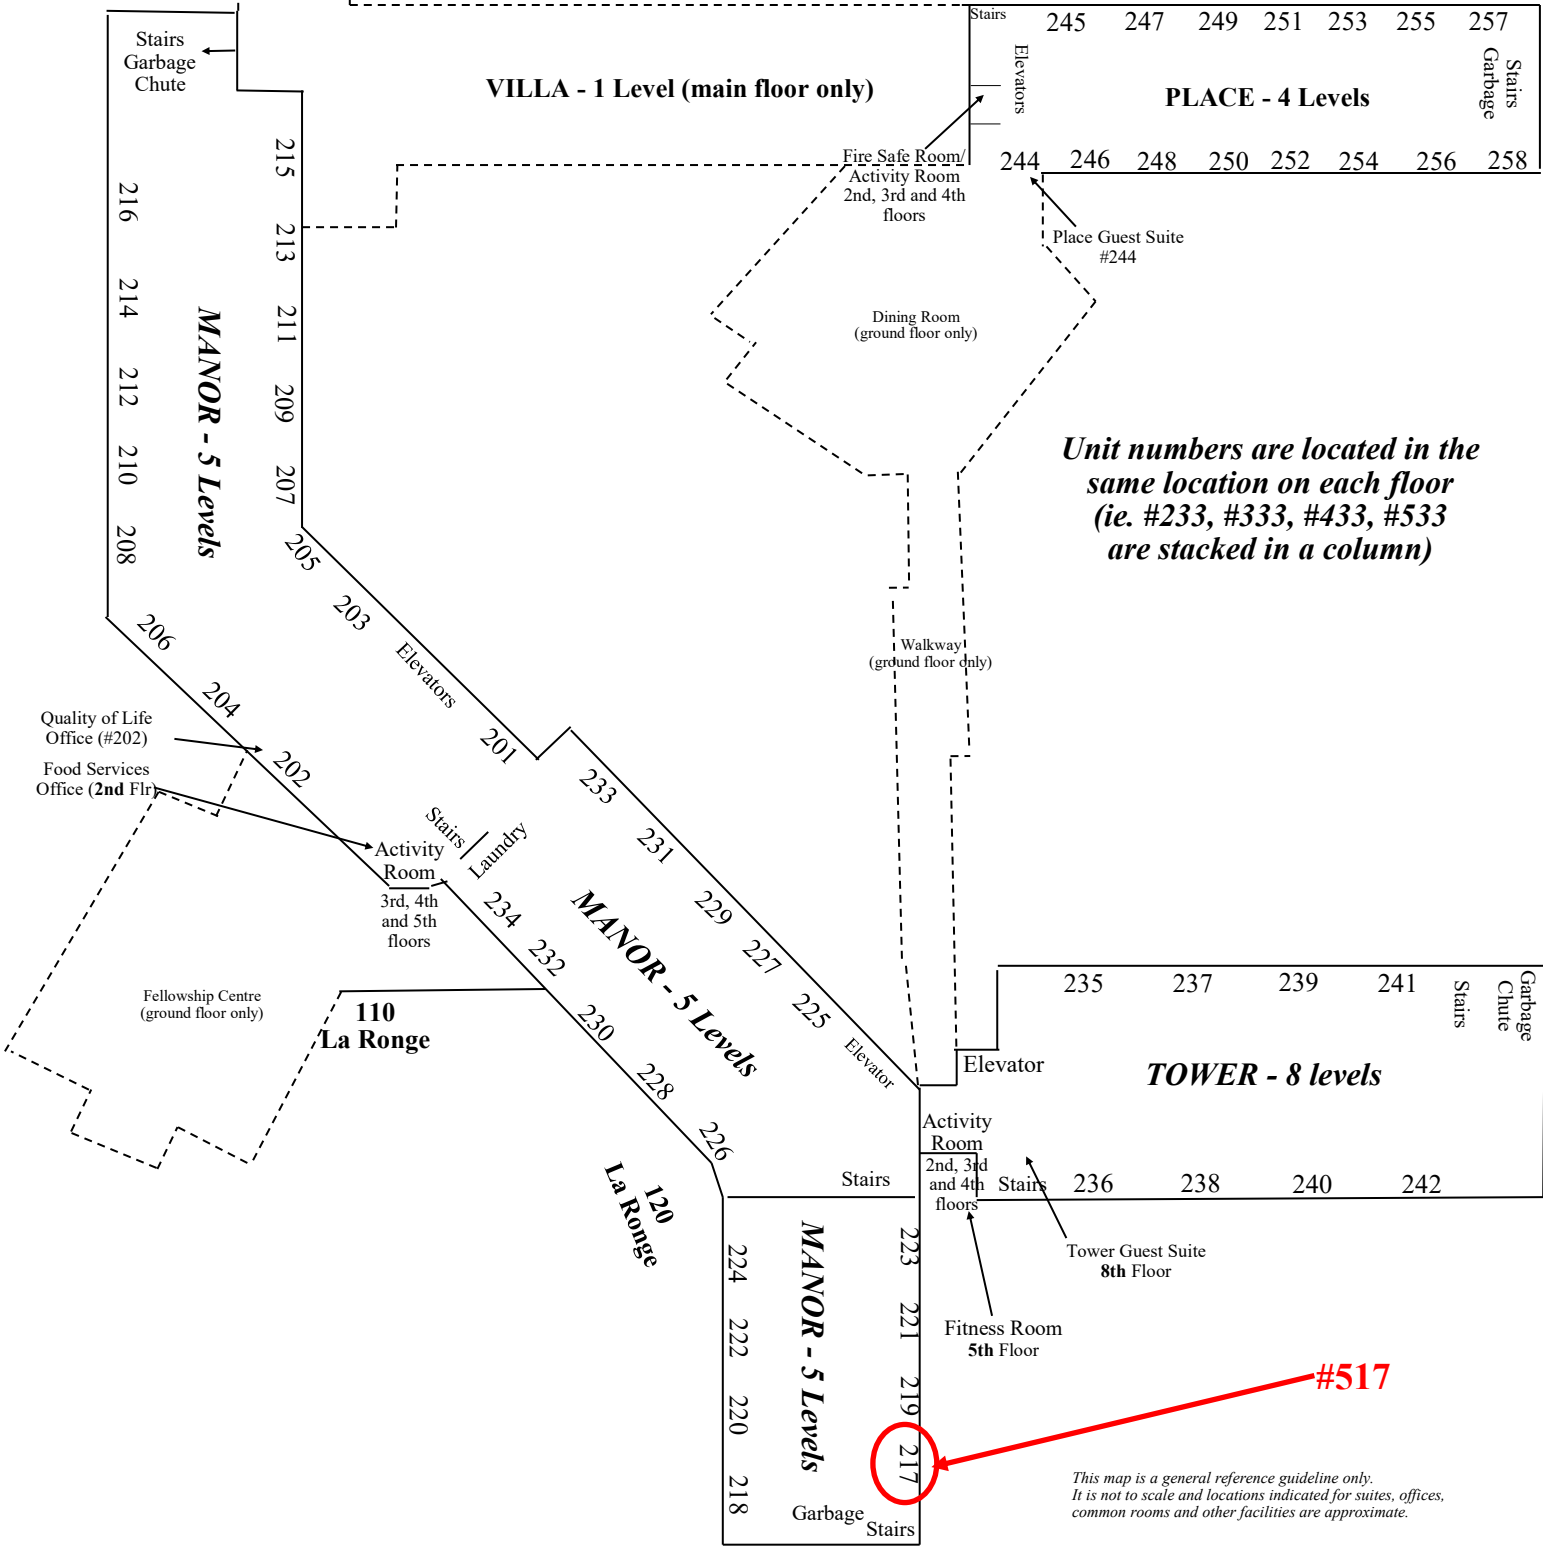 Stairs
Garbage
Chute
VILLA - 1 Level (main floor only)
Stairs
Elevators
245 247 249 251 253 255 257
Stairs
Garbage
PLACE - 4 Levels
244 246 248 250 252 254 256 258
Fire Safe Room/
Activity Room
2nd, 3rd and 4th
floors
Place Guest Suite
#244
Dining Room
(ground floor only)
Unit numbers are located in the
same location on each floor
(ie. #233, #333, #433, #533
are stacked in a column)
Walkway
(ground floor only)
215
213
211
209
207
205
203
Elevators
201
216
214
212
210
208
206
204
202
MANOR - 5 Levels
Quality of Life
Office (#202)
Food Services
Office (2nd Flr)
Activity
Room
3rd, 4th
and 5th
floors
Stairs
Laundry
233
231
229
227
225
Elevator
234
232
230
228
226
MANOR - 5 Levels
Fellowship Centre
(ground floor only)
110
La Ronge
120
La Ronge
235 237 239 241
Stairs
Garbage
Chute
Elevator
TOWER - 8 levels
Activity
Room
2nd, 3rd
and 4th
floors
Stairs
236 238 240 242
Tower Guest Suite
8th Floor
Fitness Room
5th Floor
Stairs
223
221
219
217
224
222
220
218
MANOR - 5 Levels
Garbage
Stairs
#517
This map is a general reference guideline only.
It is not to scale and locations indicated for suites, offices,
common rooms and other facilities are approximate.